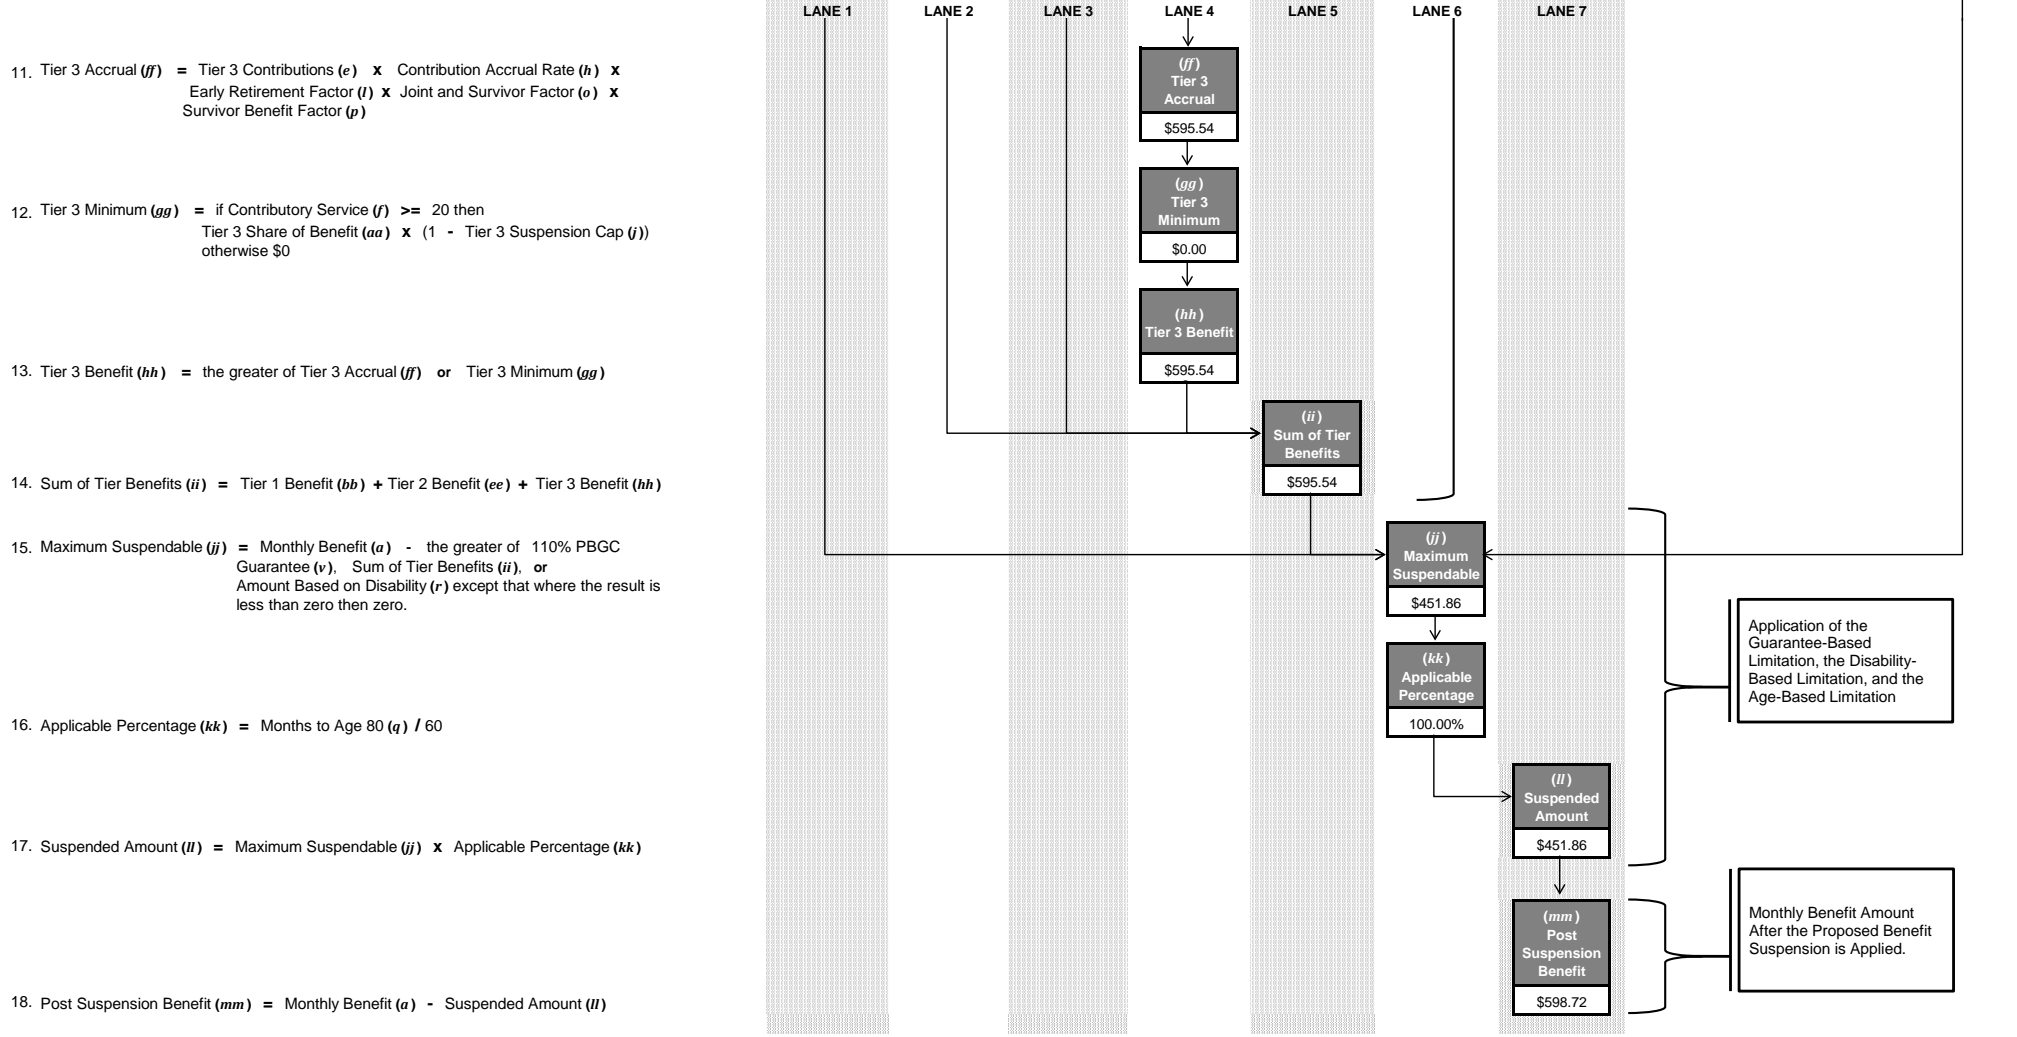 LANE 1 LANE 2 LANE 3 LANE 4 LANE 5 LANE 6 LANE 7
11. Tier 3 Accrual (ff) = Tier 3 Contributions (e) x Contribution Accrual Rate (h) x
Early Retirement Factor (l) x Joint and Survivor Factor (o) x
Survivor Benefit Factor (p)
(ff)
Tier 3
Accrual
$595.54
12. Tier 3 Minimum (gg) = if Contributory Service (f) >= 20 then
Tier 3 Share of Benefit (aa) x (1 - Tier 3 Suspension Cap (j))
otherwise $0
(gg)
Tier 3
Minimum
$0.00
13. Tier 3 Benefit (hh) = the greater of Tier 3 Accrual (ff) or Tier 3 Minimum (gg)
(hh)
Tier 3 Benefit
$595.54
14. Sum of Tier Benefits (ii) = Tier 1 Benefit (bb) + Tier 2 Benefit (ee) + Tier 3 Benefit (hh)
(ii)
Sum of Tier
Benefits
$595.54
15. Maximum Suspendable (jj) = Monthly Benefit (a) - the greater of 110% PBGC
Guarantee (v), Sum of Tier Benefits (ii), or
Amount Based on Disability (r) except that where the result is
less than zero then zero.
(jj)
Maximum
Suspendable
$451.86
Application of the
Guarantee-Based
Limitation, the Disability-
Based Limitation, and the
Age-Based Limitation
16. Applicable Percentage (kk) = Months to Age 80 (q) / 60
(kk)
Applicable
Percentage
100.00%
17. Suspended Amount (ll) = Maximum Suspendable (jj) x Applicable Percentage (kk)
(ll)
Suspended
Amount
$451.86
18. Post Suspension Benefit (mm) = Monthly Benefit (a) - Suspended Amount (ll)
(mm)
Post
Suspension
Benefit
$598.72
Monthly Benefit Amount
After the Proposed Benefit
Suspension is Applied.